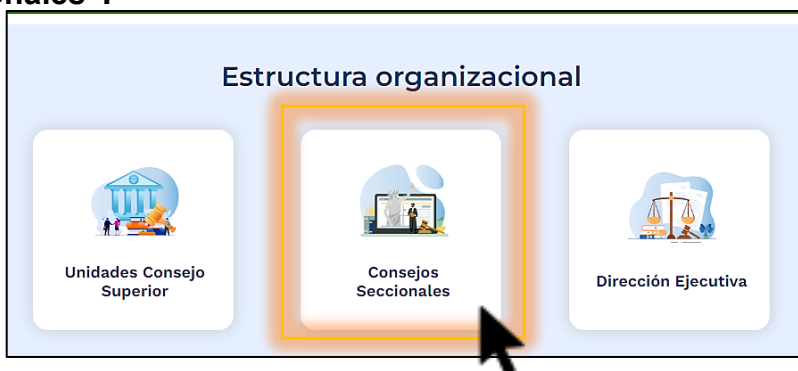 Estructura organizacional
Unidades Consejo
Superior
Consejos
Seccionales
Dirección Ejecutiva